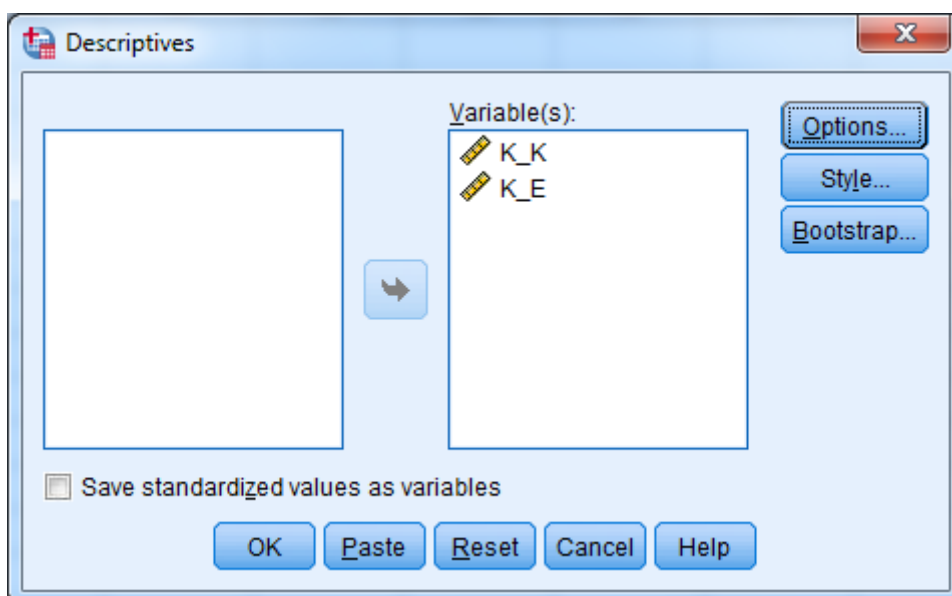 Descriptives
Variable(s):
K_K
K_E
Options...
Style...
Bootstrap...
Save standardized values as variables
OK
Paste
Reset
Cancel
Help